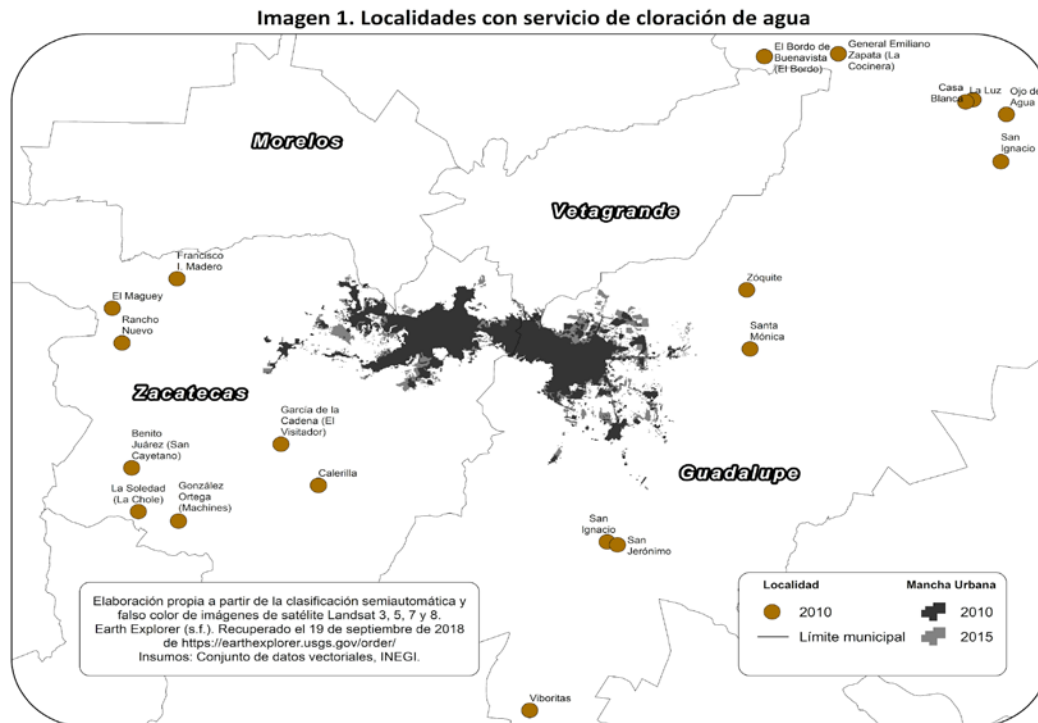 Imagen 1. Localidades con servicio de cloración de agua
El Bordo de
Buenavista
(El Bordo)
General Emiliano
Zapata (La
Cocinera)
Casa
Blanca
La Luz
Ojo de
Agua
San
Ignacio
Morelos
Vetagrande
Francisco
I. Madero
El Maguey
Rancho
Nuevo
Zóquite
Santa
Mónica
Zacatecas
García de la
Cadena (El
Visitador)
Benito
Juárez (San
Cayetano)
Calerilla
Guadalupe
La Soledad
(La Chole)
González
Ortega
(Machines)
San
Ignacio
San
Jerónimo
Elaboración propia a partir de la clasificación semiautomática y
falso color de imágenes de satélite Landsat 3, 5, 7 y 8.
Earth Explorer (s.f.). Recuperado el 19 de septiembre de 2018
de https://earthexplorer.usgs.gov/order/
Insumos: Conjunto de datos vectoriales, INEGI.
Localidad
2010
Límite municipal
Mancha Urbana
2010
2015
Viboritas